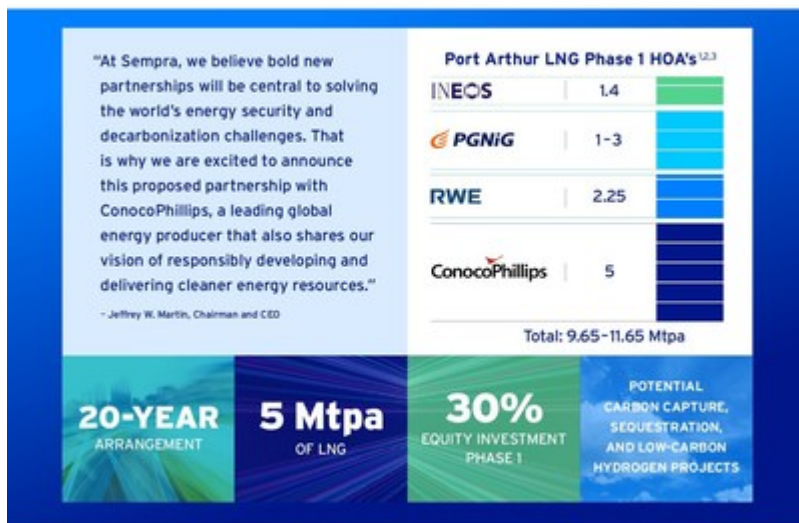 “At Sempra, we believe bold new
partnerships will be central to solving
the world’s energy security and
decarbonization challenges. That
is why we are excited to announce
this proposed partnership with
ConocoPhillips, a leading global
energy producer that also shares our
vision of responsibly developing and
delivering cleaner energy resources.”
– Jeffrey W. Martin, Chairman and CEO
Port Arthur LNG Phase 1 HOA's 1,2,3
INEOS 1.4
PGNiG 1-3
RWE 2.25
ConocoPhillips 5
Total: 9.65-11.65 Mtpa
20-YEAR
ARRANGEMENT
5 Mtpa
OF LNG
30%
EQUITY INVESTMENT
PHASE 1
POTENTIAL
CARBON CAPTURE,
SEQUESTRATION,
AND LOW-CARBON
HYDROGEN PROJECTS